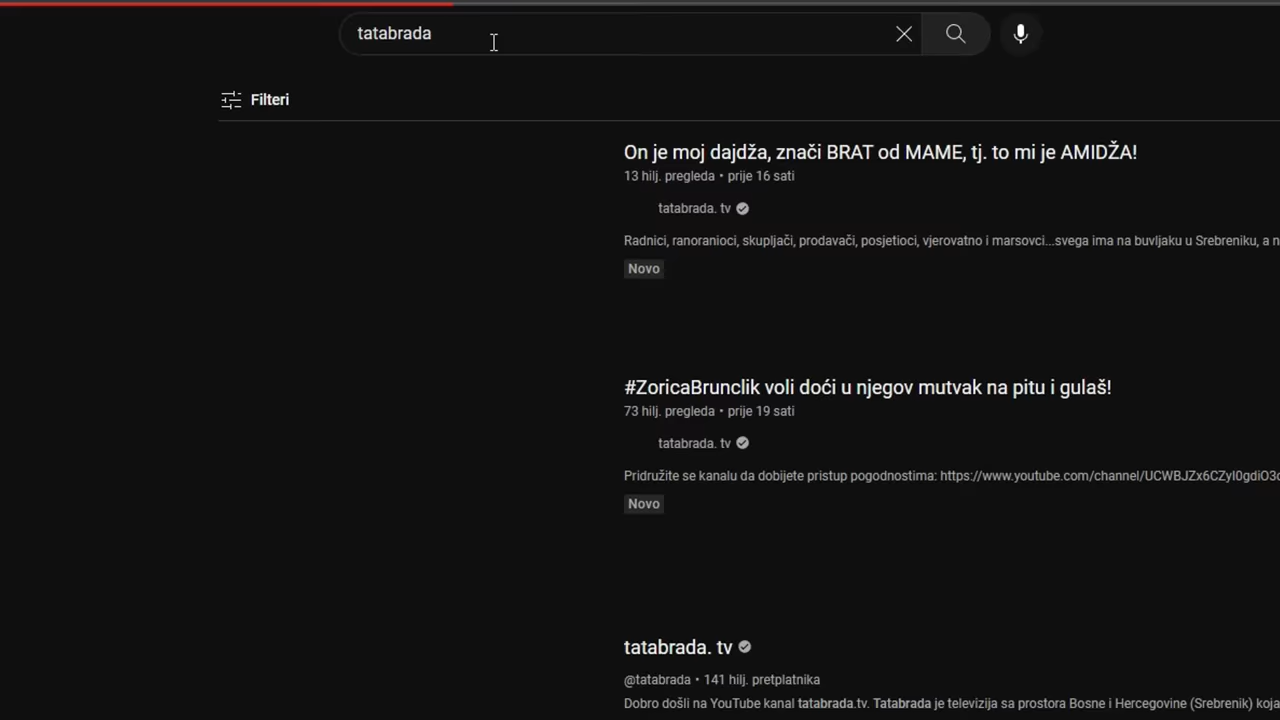 tatabrada
Filteri
On je moj dajdža, znači BRAT od MAME, tj. to mi je AMIDŽA!
13 hilj. pregleda • prije 16 sati
tatabrada. tv
Radnici, ranoranioci, skupljači, prodavači, posjetioci, vjerovatno i marsovci...svega ima na buvljaku u Srebreniku, a n
Novo
#ZoricaBrunclik voli doći u njegov mutvak na pitu i gulaš!
73 hilj. pregleda • prije 19 sati
tatabrada. tv
Pridružite se kanalu da dobijete pristup pogodnostima: https://www.youtube.com/channel/UCWBJZx6CZyI0gdiO3c
Novo
tatabrada. tv
@tatabrada • 141 hilj. pretplatnika
Dobro došli na YouTube kanal tatabrada.tv. Tatabrada je televizija sa prostora Bosne i Hercegovine (Srebrenik) koja